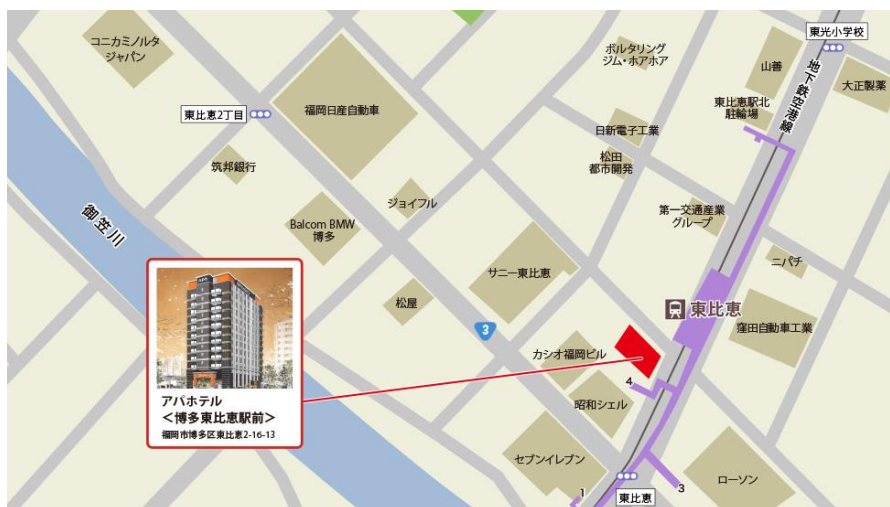 コニカミノルタ
ジャパン
東比恵2丁目
福岡日産自動車
筑邦銀行
ボルタリング
ジム・ホアホア
東光小学校
山善
大正製薬
地下鉄空港線
東比恵駅北
駐輪場
日新電子工業
松田
都市開発
ジョイフル
Balcom BMW
博多
御笠川
第一交通産業
グループ
ニパチ
サニー東比恵
松屋
3
東比恵
窪田自動車工業
カシオ福岡ビル
4
昭和シェル
アパホテル
<博多東比恵駅前>
福岡市博多区東比恵2-16-13
セブンイレブン
1
東比恵
3
ローソン